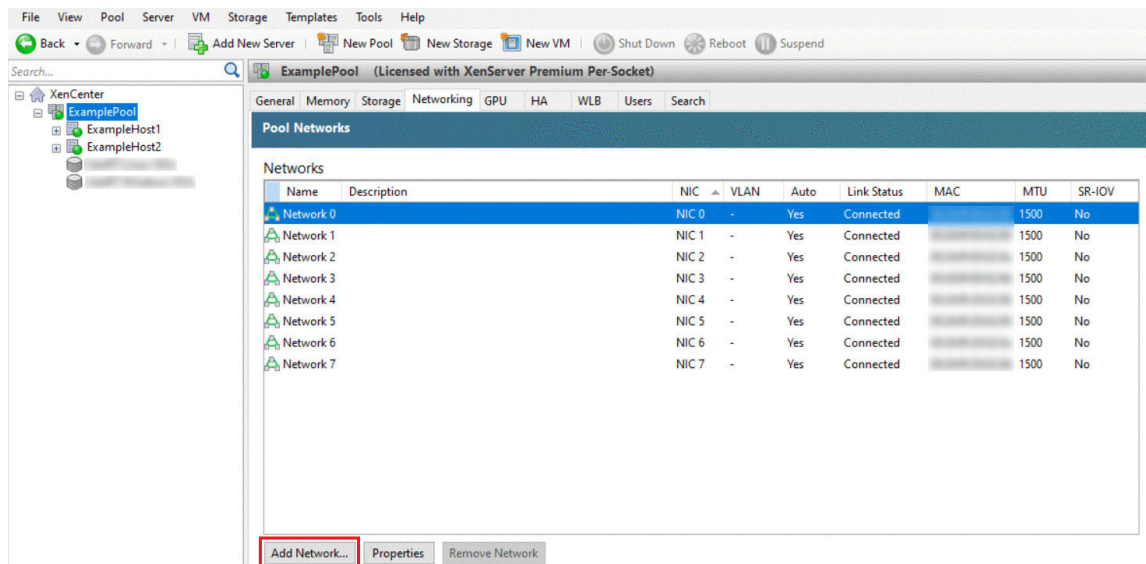 File View Pool Server VM Storage Templates Tools Help
Back Forward Add New Server New Pool New Storage New VM Shut Down Reboot Suspend
Search...
ExamplePool (Licensed with XenServer Premium Per-Socket)
XenCenter
ExamplePool
ExampleHost1
ExampleHost2
General Memory Storage Networking GPU HA WLB Users Search
Pool Networks
Networks
Name Description NIC VLAN Auto Link Status MAC MTU SR-IOV
Network 0 NIC 0 - Yes Connected 1500 No
Network 1 NIC 1 - Yes Connected 1500 No
Network 2 NIC 2 - Yes Connected 1500 No
Network 3 NIC 3 - Yes Connected 1500 No
Network 4 NIC 4 - Yes Connected 1500 No
Network 5 NIC 5 - Yes Connected 1500 No
Network 6 NIC 6 - Yes Connected 1500 No
Network 7 NIC 7 - Yes Connected 1500 No
Add Network... Properties Remove Network